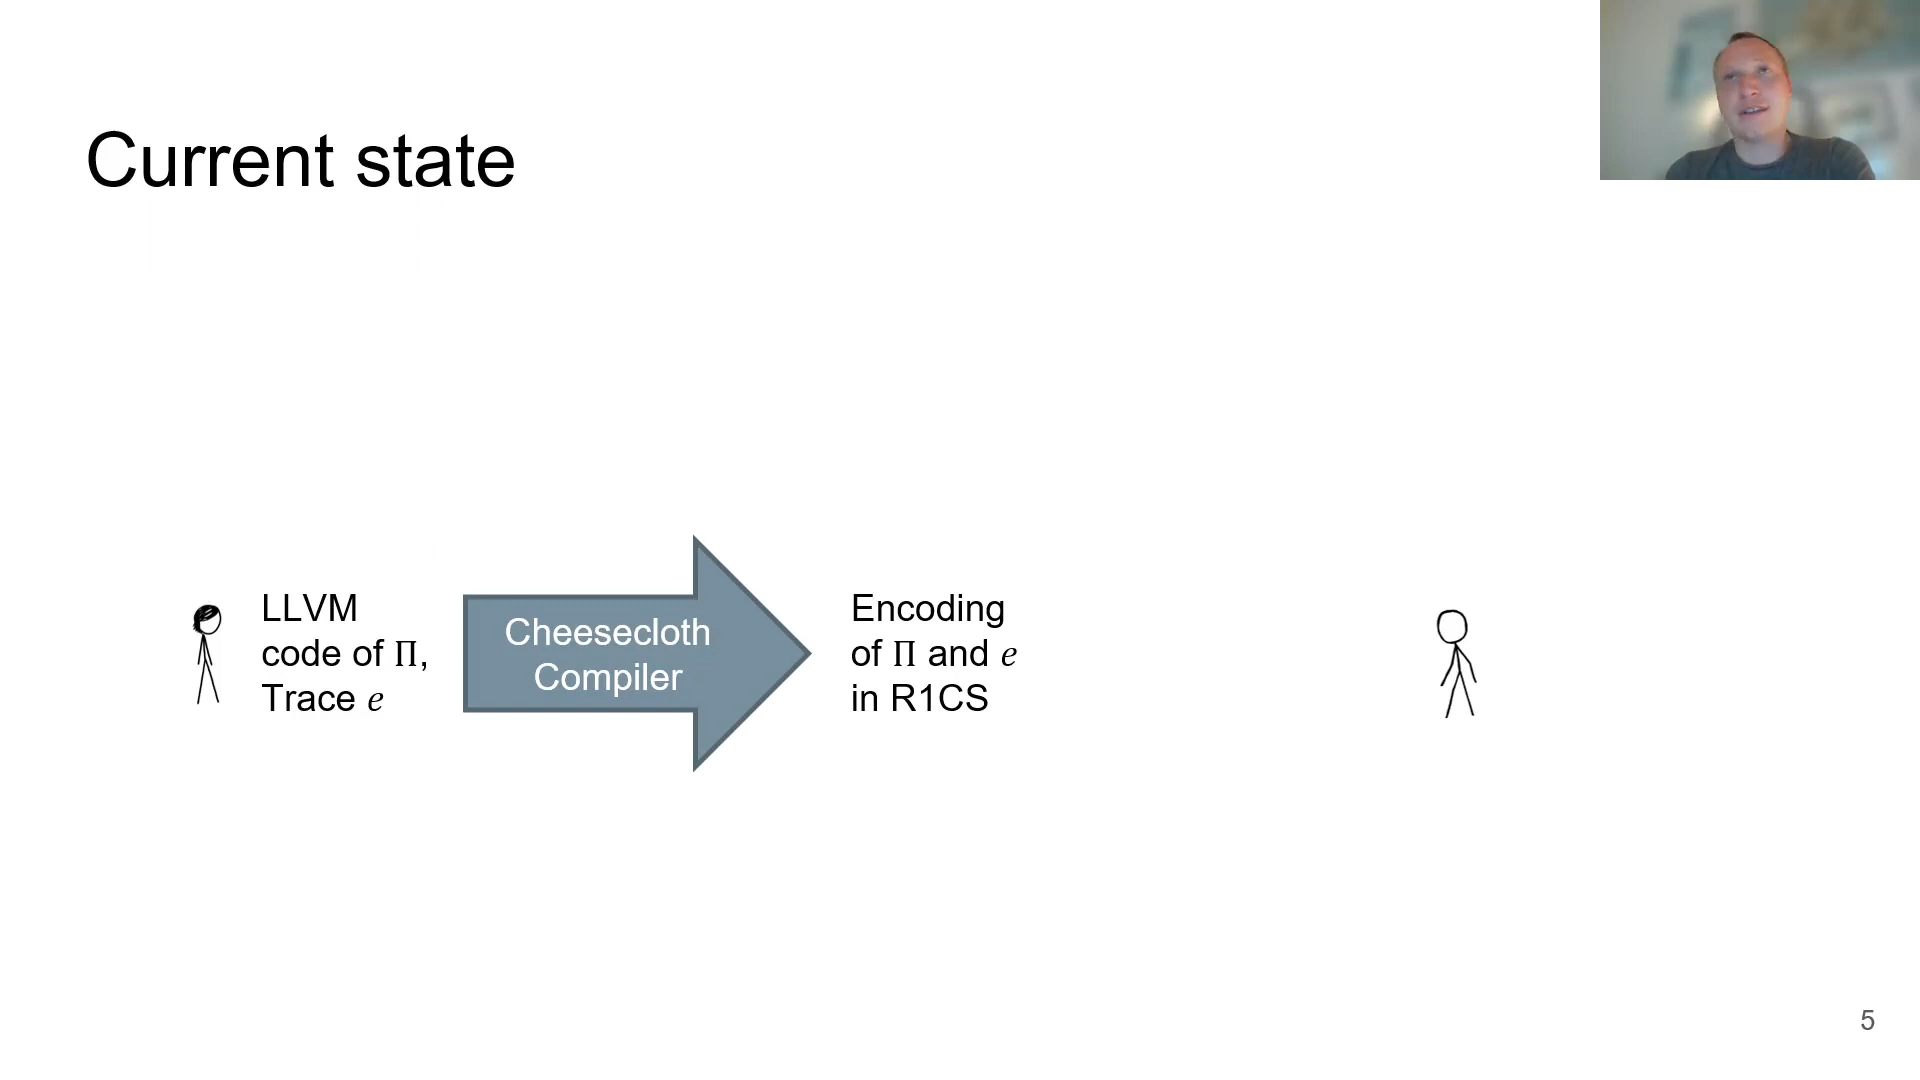 Current state
LLVM
code of Π,
Trace e
Cheesecloth
Compiler
Encoding
of Π and e
in R1CS
5